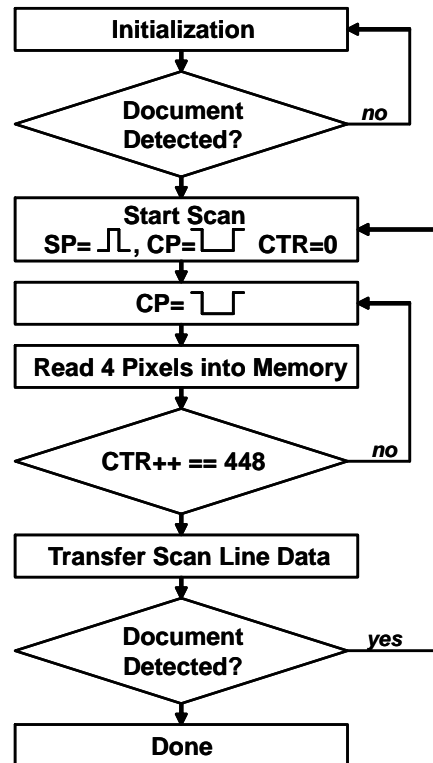 Initialization
Document
Detected?
no
Start Scan
SP= , CP= CTR=0
CP=
Read 4 Pixels into Memory
CTR++ == 448
no
Transfer Scan Line Data
Document
Detected?
yes
Done